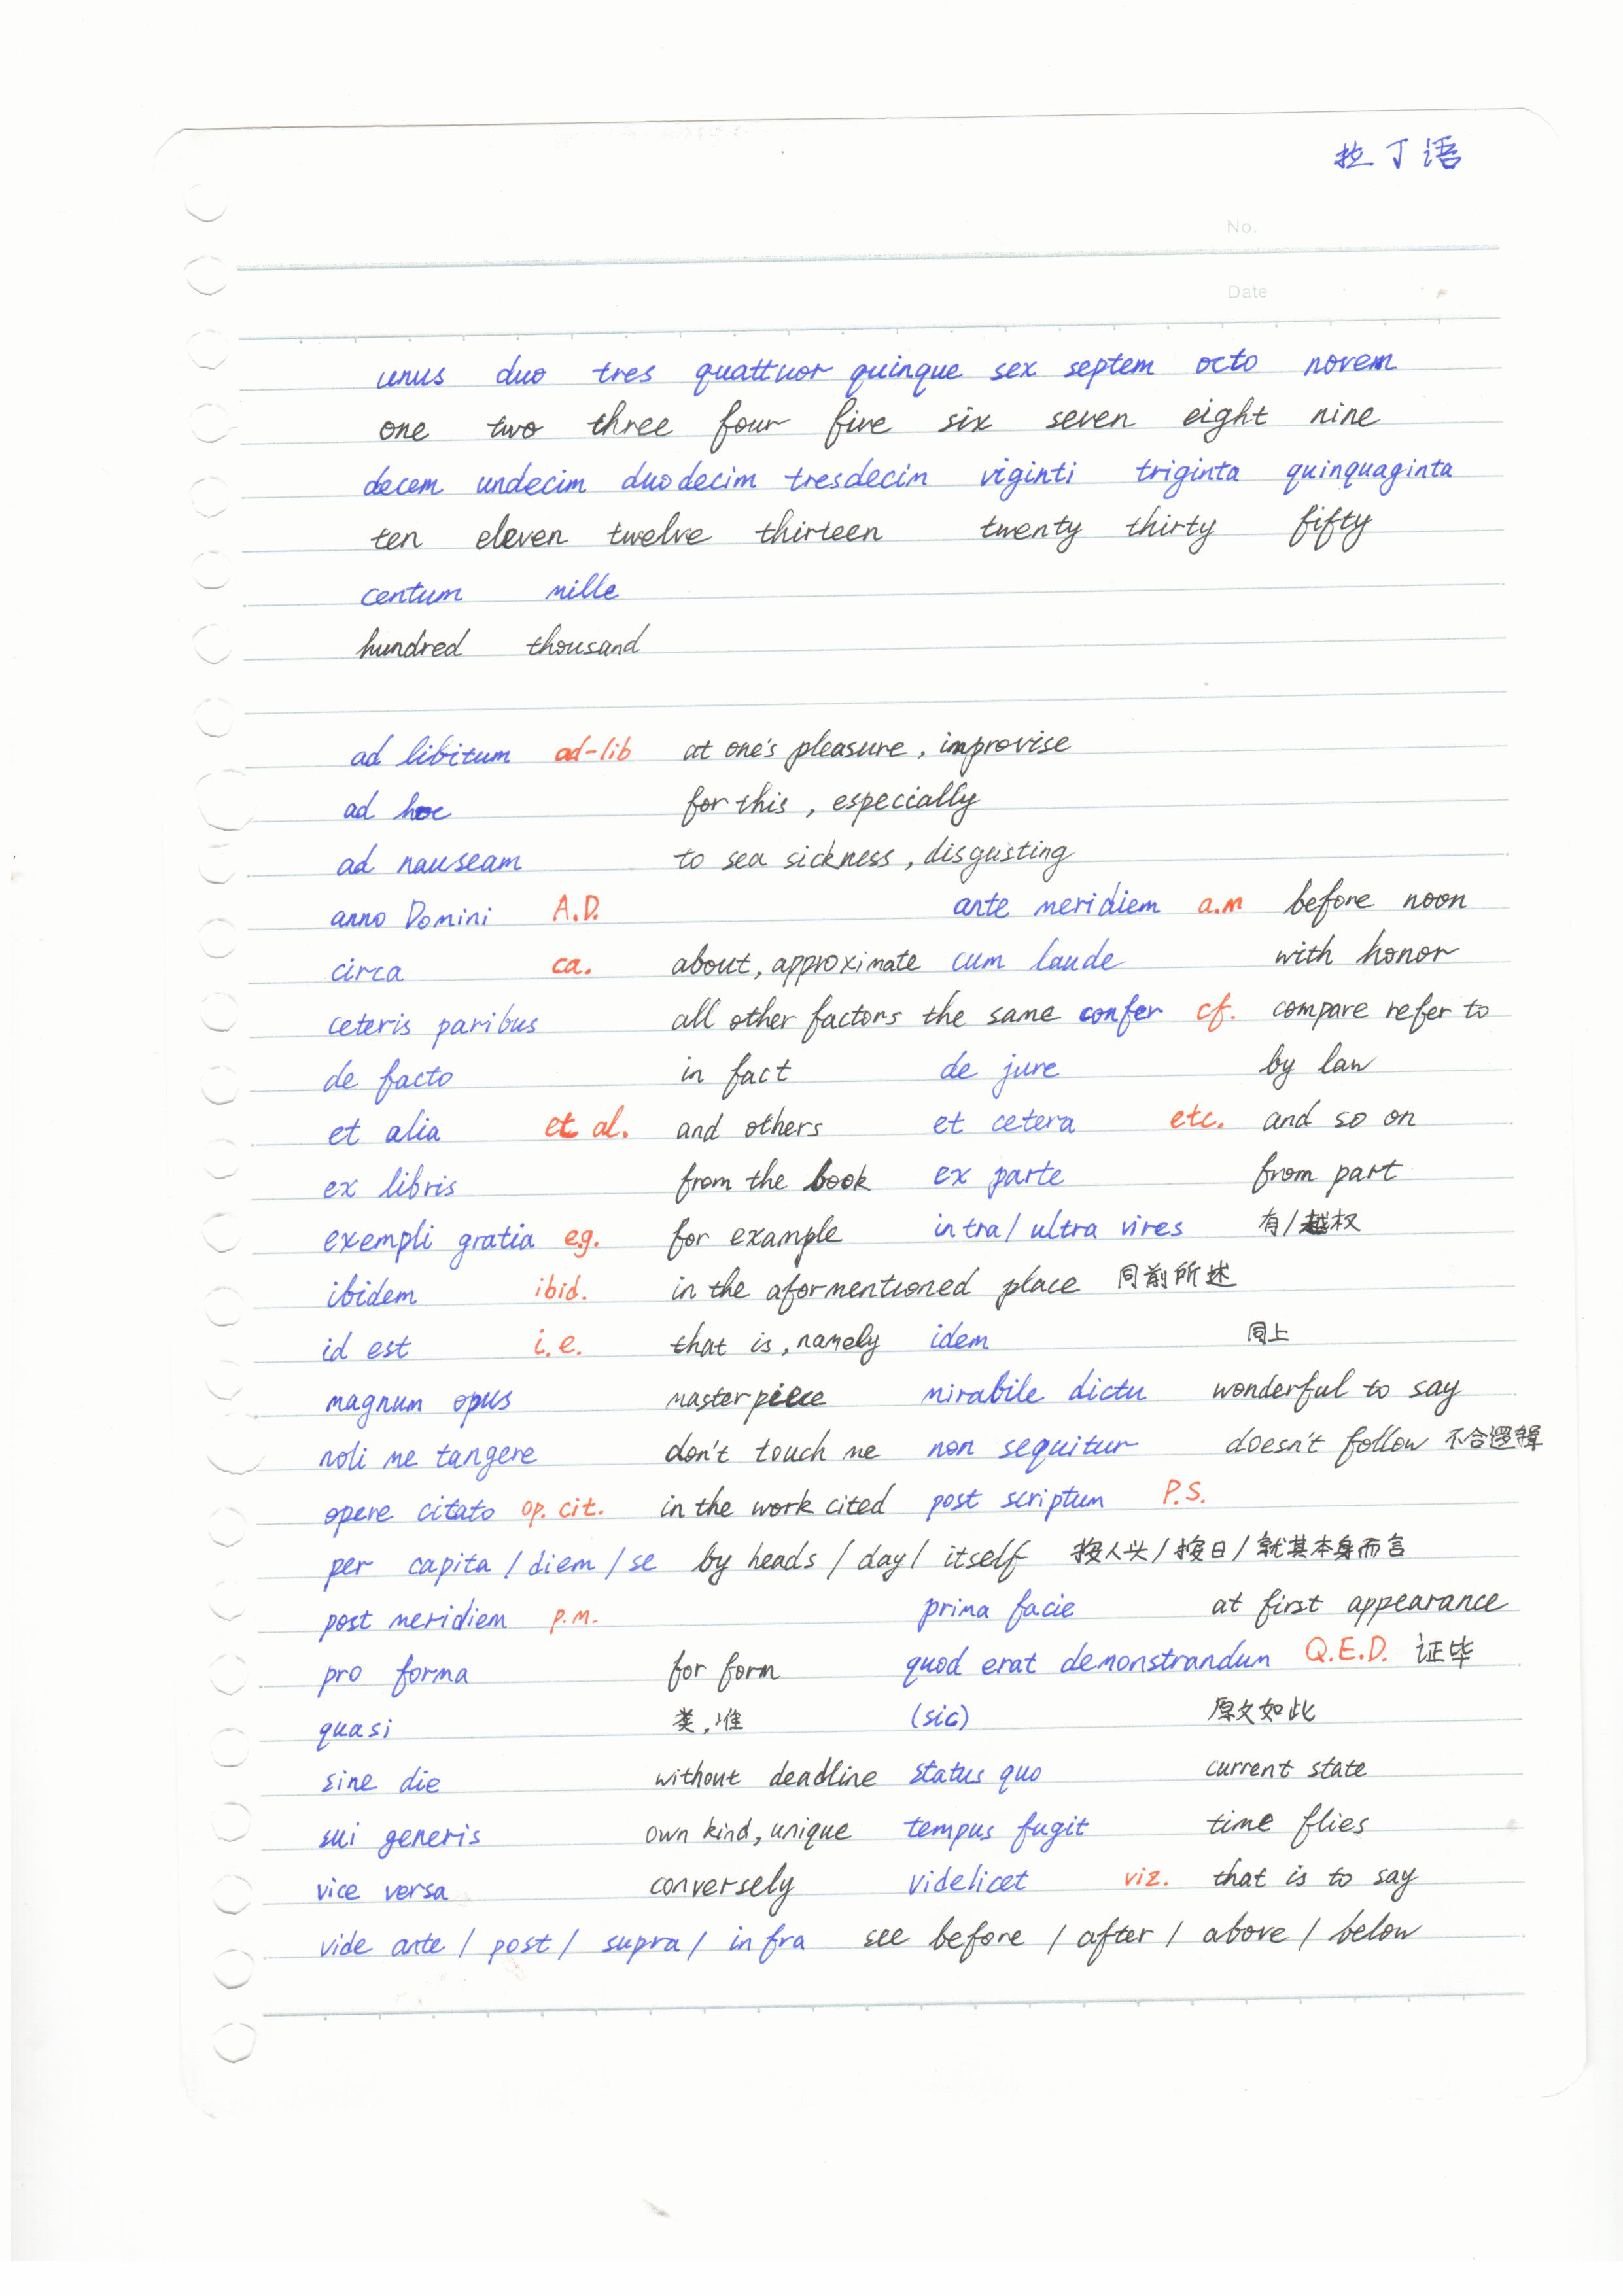 拉丁语
No.
Date
unus duo tres quattuor quinque sex septem octo novem
one two three four five six seven eight nine
decem undecim duodecim tresdecim viginti triginta quinquaginta
ten eleven twelve thirteen twenty thirty fifty
centum mille
hundred thousand
ad libitum ad-lib at one's pleasure, improvise
ad hoc for this, especially
ad nauseam to sea sickness, disgusting
anno Domini A.D. ante meridiem a.m before noon
circa ca. about, approximate cum laude with honor
ceteris paribus all other factors the same confer cf. compare refer to
de facto in fact de jure by law
et alia et al. and others et cetera etc. and so on
ex libris from the book ex parte from part
exempli gratia e.g. for example intra/ultra vires 有/越权
ibidem ibid. in the aformentioned place 同前所述
id est i.e. that is, namely idem 同上
magnum opus masterpiece mirabile dictu wonderful to say
noli me tangere don't touch me non sequitur doesn't follow 不合逻辑
opere citato op. cit. in the work cited post scriptum P.S.
per capita / diem / se by heads / day / itself 按人头 / 按日 / 就其本身而言
post meridiem p.m. prima facie at first appearance
pro forma for form quod erat demonstrandum Q.E.D. 证毕
quasi 类,准 (sic) 原文如此
sine die without deadline status quo current state
sui generis own kind, unique tempus fugit time flies
vice versa conversely videlicet viz. that is to say
vide ante / post / supra / infra see before / after / above / below